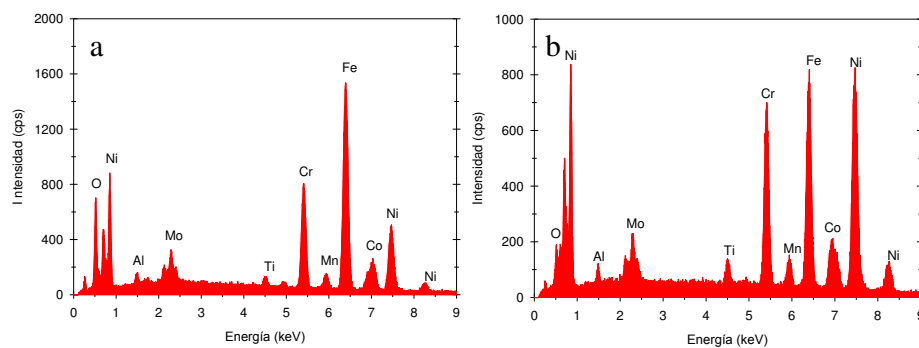 a
I ntensidad (cps)
2000
1600
1200
800
400
0
O
Ni
Al
Mo
Ti
Cr
Mn
Fe
Co
Ni
Ni
0 1 2 3 4 5 6 7 8 9
Energía (keV)
b
Intensidad (cps)
1000
800
600
400
200
0
O
Ni
Al
Mo
Ti
Cr
Mn
Fe
Co
Ni
Ni
0 1 2 3 4 5 6 7 8 9
Energía (keV)